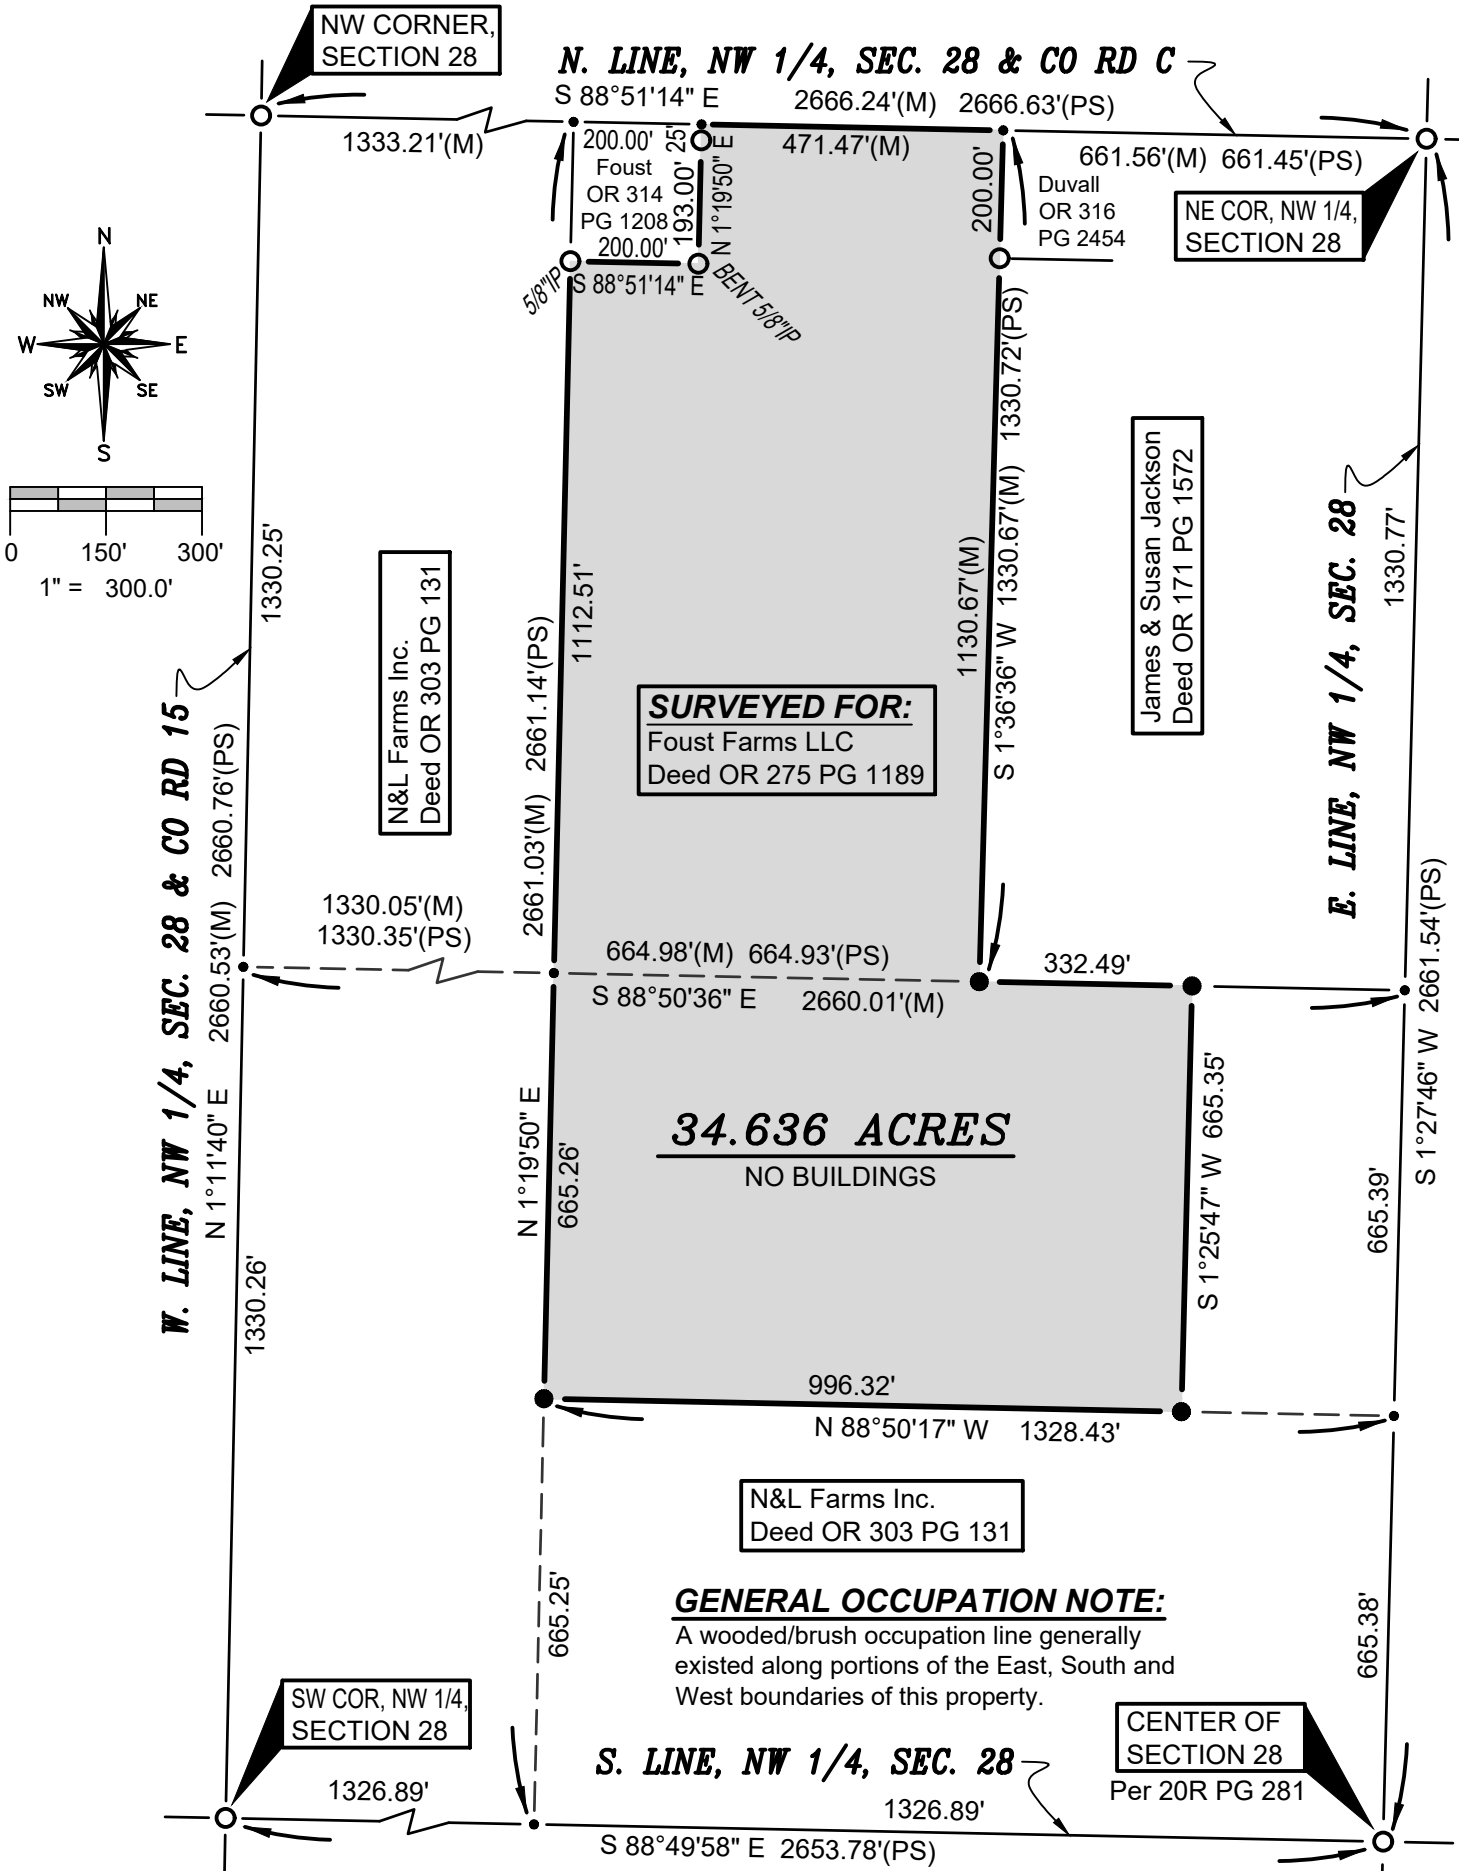 NW CORNER,
SECTION 28
N. LINE, NW 1/4, SEC. 28 & CO RD C
S 88°51'14" E
2666.24'(M) 2666.63'(PS)
1333.21'(M)
200.00'
25'
471.47'(M)
661.56'(M) 661.45'(PS)
Foust
OR 314
PG 1208
193.00'
N 1°19'50" E
200.00'
200.00'
Duvall
OR 316
PG 2454
NE COR, NW 1/4,
SECTION 28
S 88°51'14" E
5/8"IP
BENT 5/8"IP
N
NW
NE
W
E
SW
SE
S
0 150' 300'
1" = 300.0'
1330.25'
N&L Farms Inc.
Deed OR 303 PG 131
2661.03'(M) 2661.14'(PS)
1112.51'
1130.67'(M)
S 1°36'36" W 1330.67'(M) 1330.72'(PS)
James & Susan Jackson
Deed OR 171 PG 1572
E. LINE, NW 1/4, SEC. 28
1330.77'
SURVEYED FOR:
Foust Farms LLC
Deed OR 275 PG 1189
W. LINE, NW 1/4, SEC. 28 & CO RD 15
N 1°11'40" E 2660.53'(M) 2660.76'(PS)
1330.05'(M)
1330.35'(PS)
664.98'(M) 664.93'(PS)
332.49'
S 88°50'36" E 2660.01'(M)
S 1°27'46" W 2661.54'(PS)
N 1°19'50" E
665.26'
34.636 ACRES
NO BUILDINGS
S 1°25'47" W 665.35'
665.39'
1330.26'
996.32'
N 88°50'17" W 1328.43'
N&L Farms Inc.
Deed OR 303 PG 131
665.25'
GENERAL OCCUPATION NOTE:
A wooded/brush occupation line generally
existed along portions of the East, South and
West boundaries of this property.
665.38'
SW COR, NW 1/4,
SECTION 28
CENTER OF
SECTION 28
Per 20R PG 281
S. LINE, NW 1/4, SEC. 28
1326.89'
1326.89'
S 88°49'58" E 2653.78'(PS)